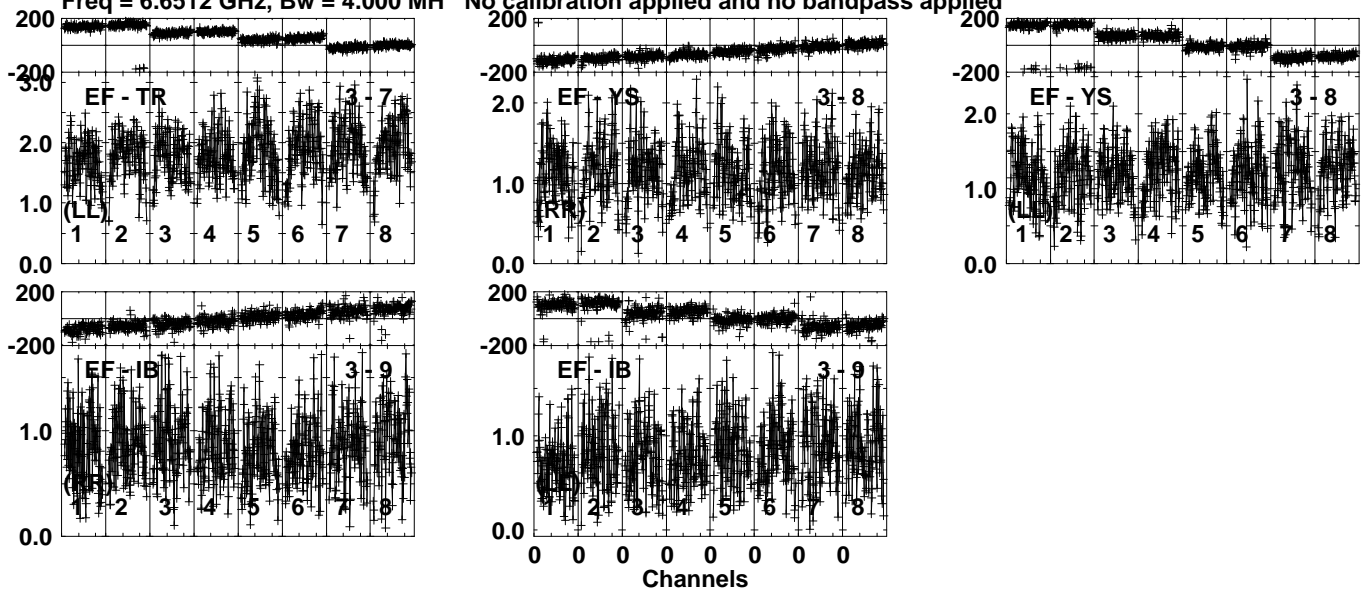 Freq = 6.6512 GHz, Bw = 4.000 MH No calibration applied and no bandpass applied
200
-200
3.0
2.0
1.0
0.0
EF - TR
3 - 7
(LL)
1 2 3 4 5 6 7 8
200
-200
2.0
1.0
0.0
EF - YS
3 - 8
(RR)
1 2 3 4 5 6 7 8
200
-200
2.0
1.0
0.0
EF - YS
3 - 8
(LL)
1 2 3 4 5 6 7 8
200
-200
1.0
0.0
EF - IB
3 - 9
(RR)
1 2 3 4 5 6 7 8
200
-200
1.0
0.0
EF - IB
3 - 9
(LL)
1 2 3 4 5 6 7 8
0 0 0 0 0 0 0 0
Channels